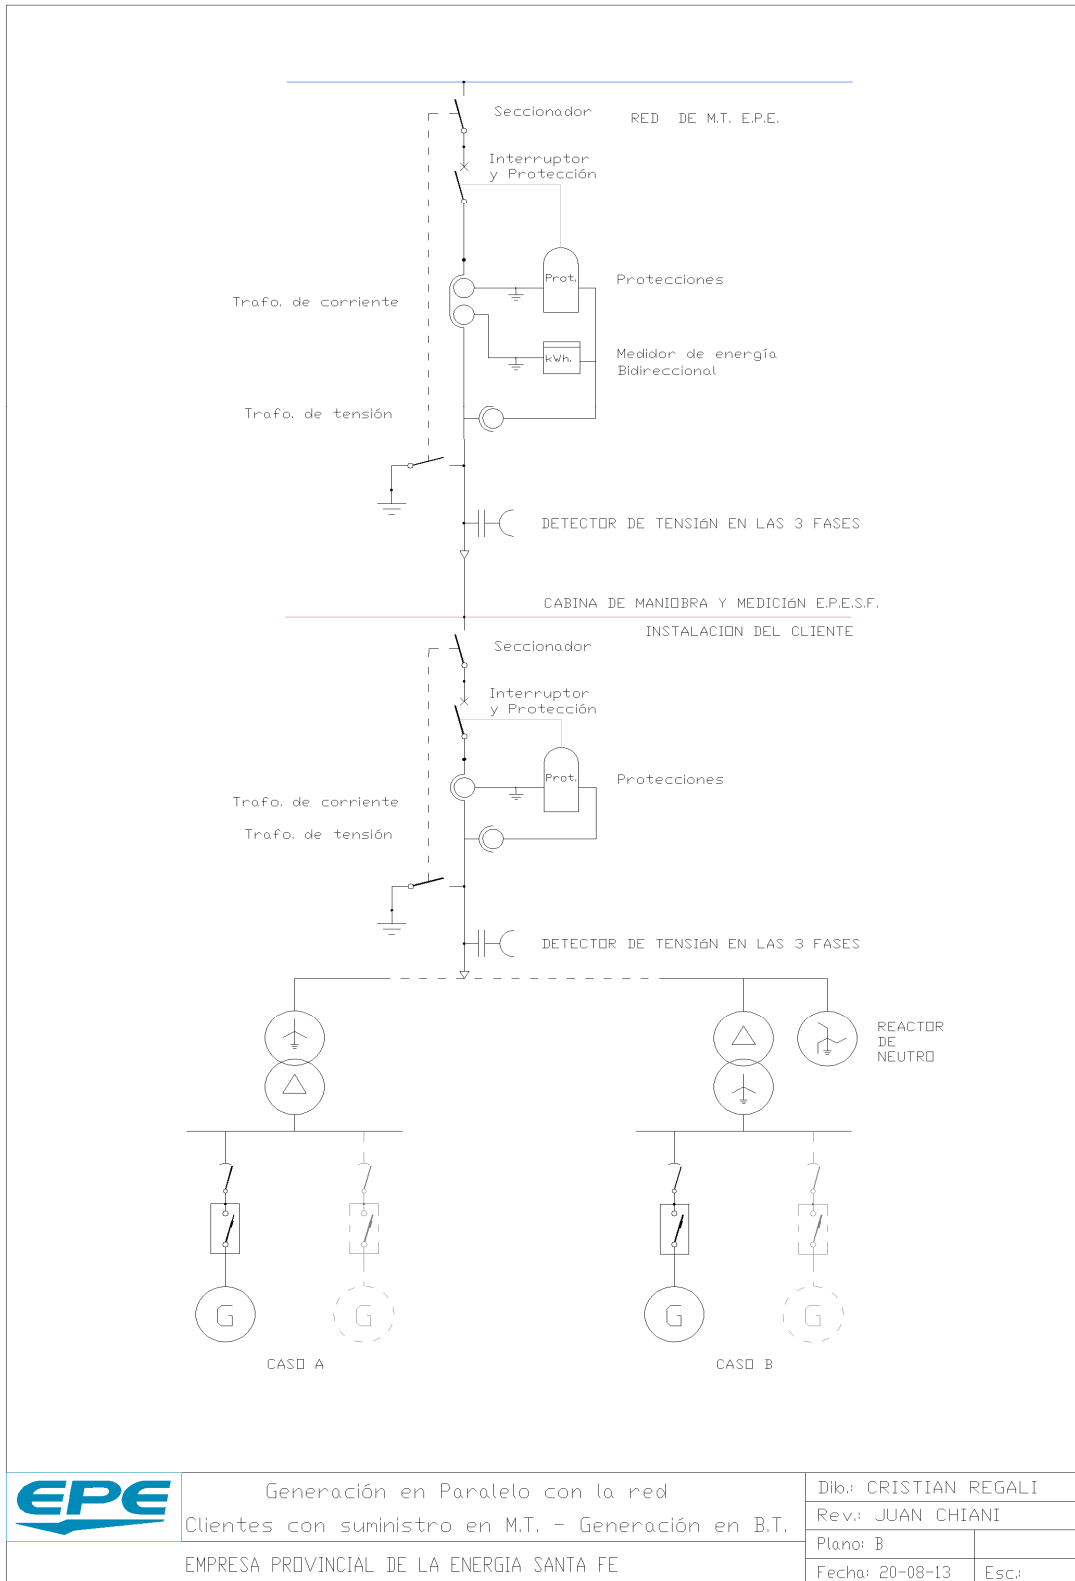 Seccionador
RED DE M.T. E.P.E.
Interruptor
y Protección
Prot.
Protecciones
Trafo. de corriente
kWh.
Medidor de energía
Bidireccional
Trafo. de tensión
DETECTOR DE TENSIóN EN LAS 3 FASES
CABINA DE MANIOBRA Y MEDICIóN E.P.E.S.F.
INSTALACION DEL CLIENTE
Seccionador
Interruptor
y Protección
Prot.
Protecciones
Trafo. de corriente
Trafo. de tensión
DETECTOR DE TENSIóN EN LAS 3 FASES
REACTOR
DE
NEUTRO
G
G
G
G
CASO A
CASO B
EPE
Generación en Paralelo con la red
Clientes con suministro en M.T. - Generación en B.T.
EMPRESA PROVINCIAL DE LA ENERGIA SANTA FE
Dib.: CRISTIAN REGALI
Rev.: JUAN CHIANI
Plano: B
Fecha: 20-08-13
Esc.: